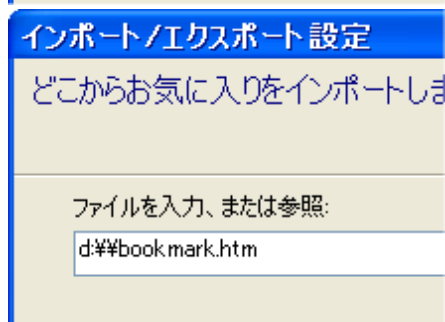 インポート/エクスポート設定
どこからお気に入りをインポートしま
ファイルを入力、または参照:
d:¥¥bookmark.htm